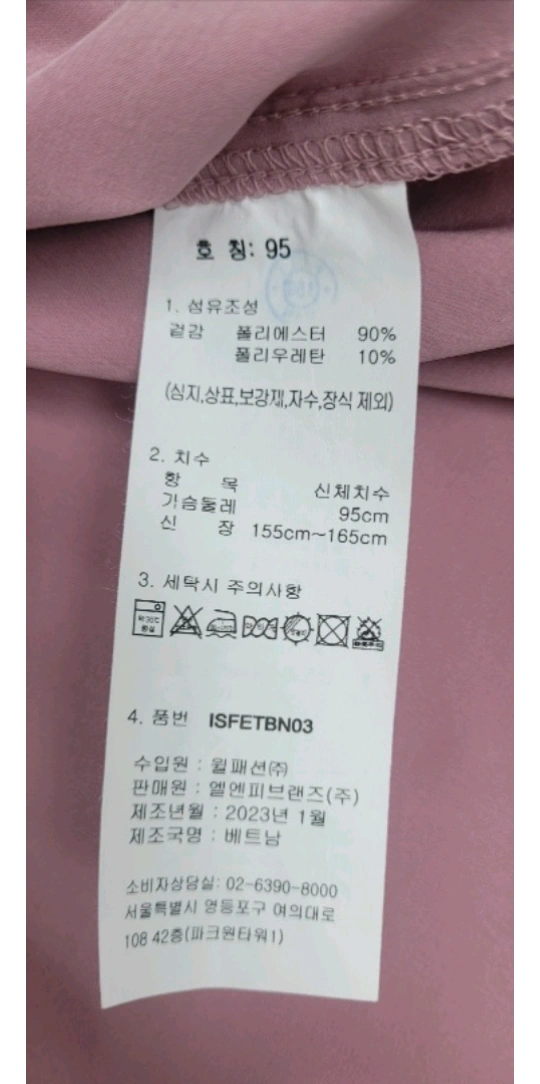 호 칭: 95
1. 섬유조성
겉감 폴리에스터 90%
폴리우레탄 10%
(심지,상표,보강재,자수,장식 제외)
2. 치수
항 목 신체치수
가슴둘레 95cm
신 장 155cm~165cm
3. 세탁시 주의사항
약30℃
중성
4. 품번 ISFETBN03
수입원 : 월패션㈜
판매원 : 엘엔피브랜즈(주)
제조년월 : 2023년 1월
제조국명 : 베트남
소비자상담실: 02-6390-8000
서울특별시 영등포구 여의대로
108 42층(파크원타워1)